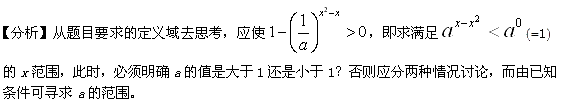 【分析】从题目要求的定义域去思考，应使 1-(1/a)^(x²-x) >0，即求满足 a^(x-x²) < a^0 (=1)
的 x 范围，此时，必须明确 a 的值是大于 1 还是小于 1？否则应分两种情况讨论，而由已知
条件可寻求 a 的范围。